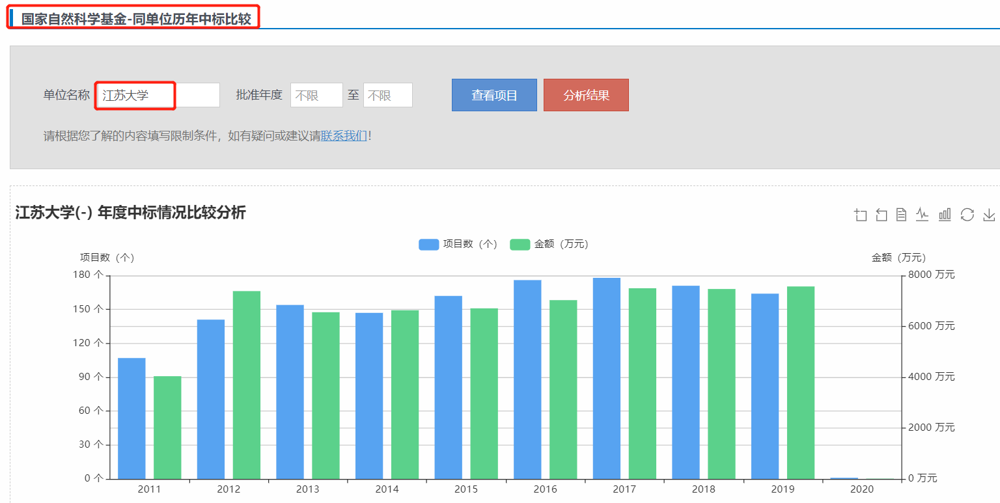 国家自然科学基金-同单位历年中标比较
单位名称 江苏大学 批准年度 不限 至 不限 查看项目 分析结果
请根据您了解的内容填写限制条件，如有疑问或建议请联系我们！
江苏大学(-) 年度中标情况比较分析
项目数（个） 金额（万元）
项目数（个） 金额（万元）
180 个 8000 万元
150 个
6000 万元
120 个
90 个 4000 万元
60 个
2000 万元
30 个
0 个 0 万元
2011 2012 2013 2014 2015 2016 2017 2018 2019 2020